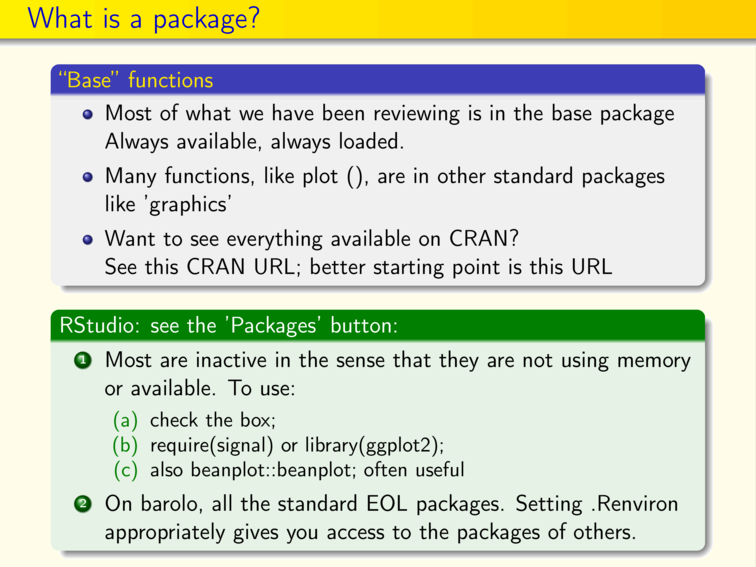 What is a package?
“Base” functions
Most of what we have been reviewing is in the base package
Always available, always loaded.
Many functions, like plot (), are in other standard packages
like ’graphics’
Want to see everything available on CRAN?
See this CRAN URL; better starting point is this URL
RStudio: see the ’Packages’ button:
1 Most are inactive in the sense that they are not using memory
or available. To use:
(a) check the box;
(b) require(signal) or library(ggplot2);
(c) also beanplot::beanplot; often useful
2 On barolo, all the standard EOL packages. Setting .Renviron
appropriately gives you access to the packages of others.